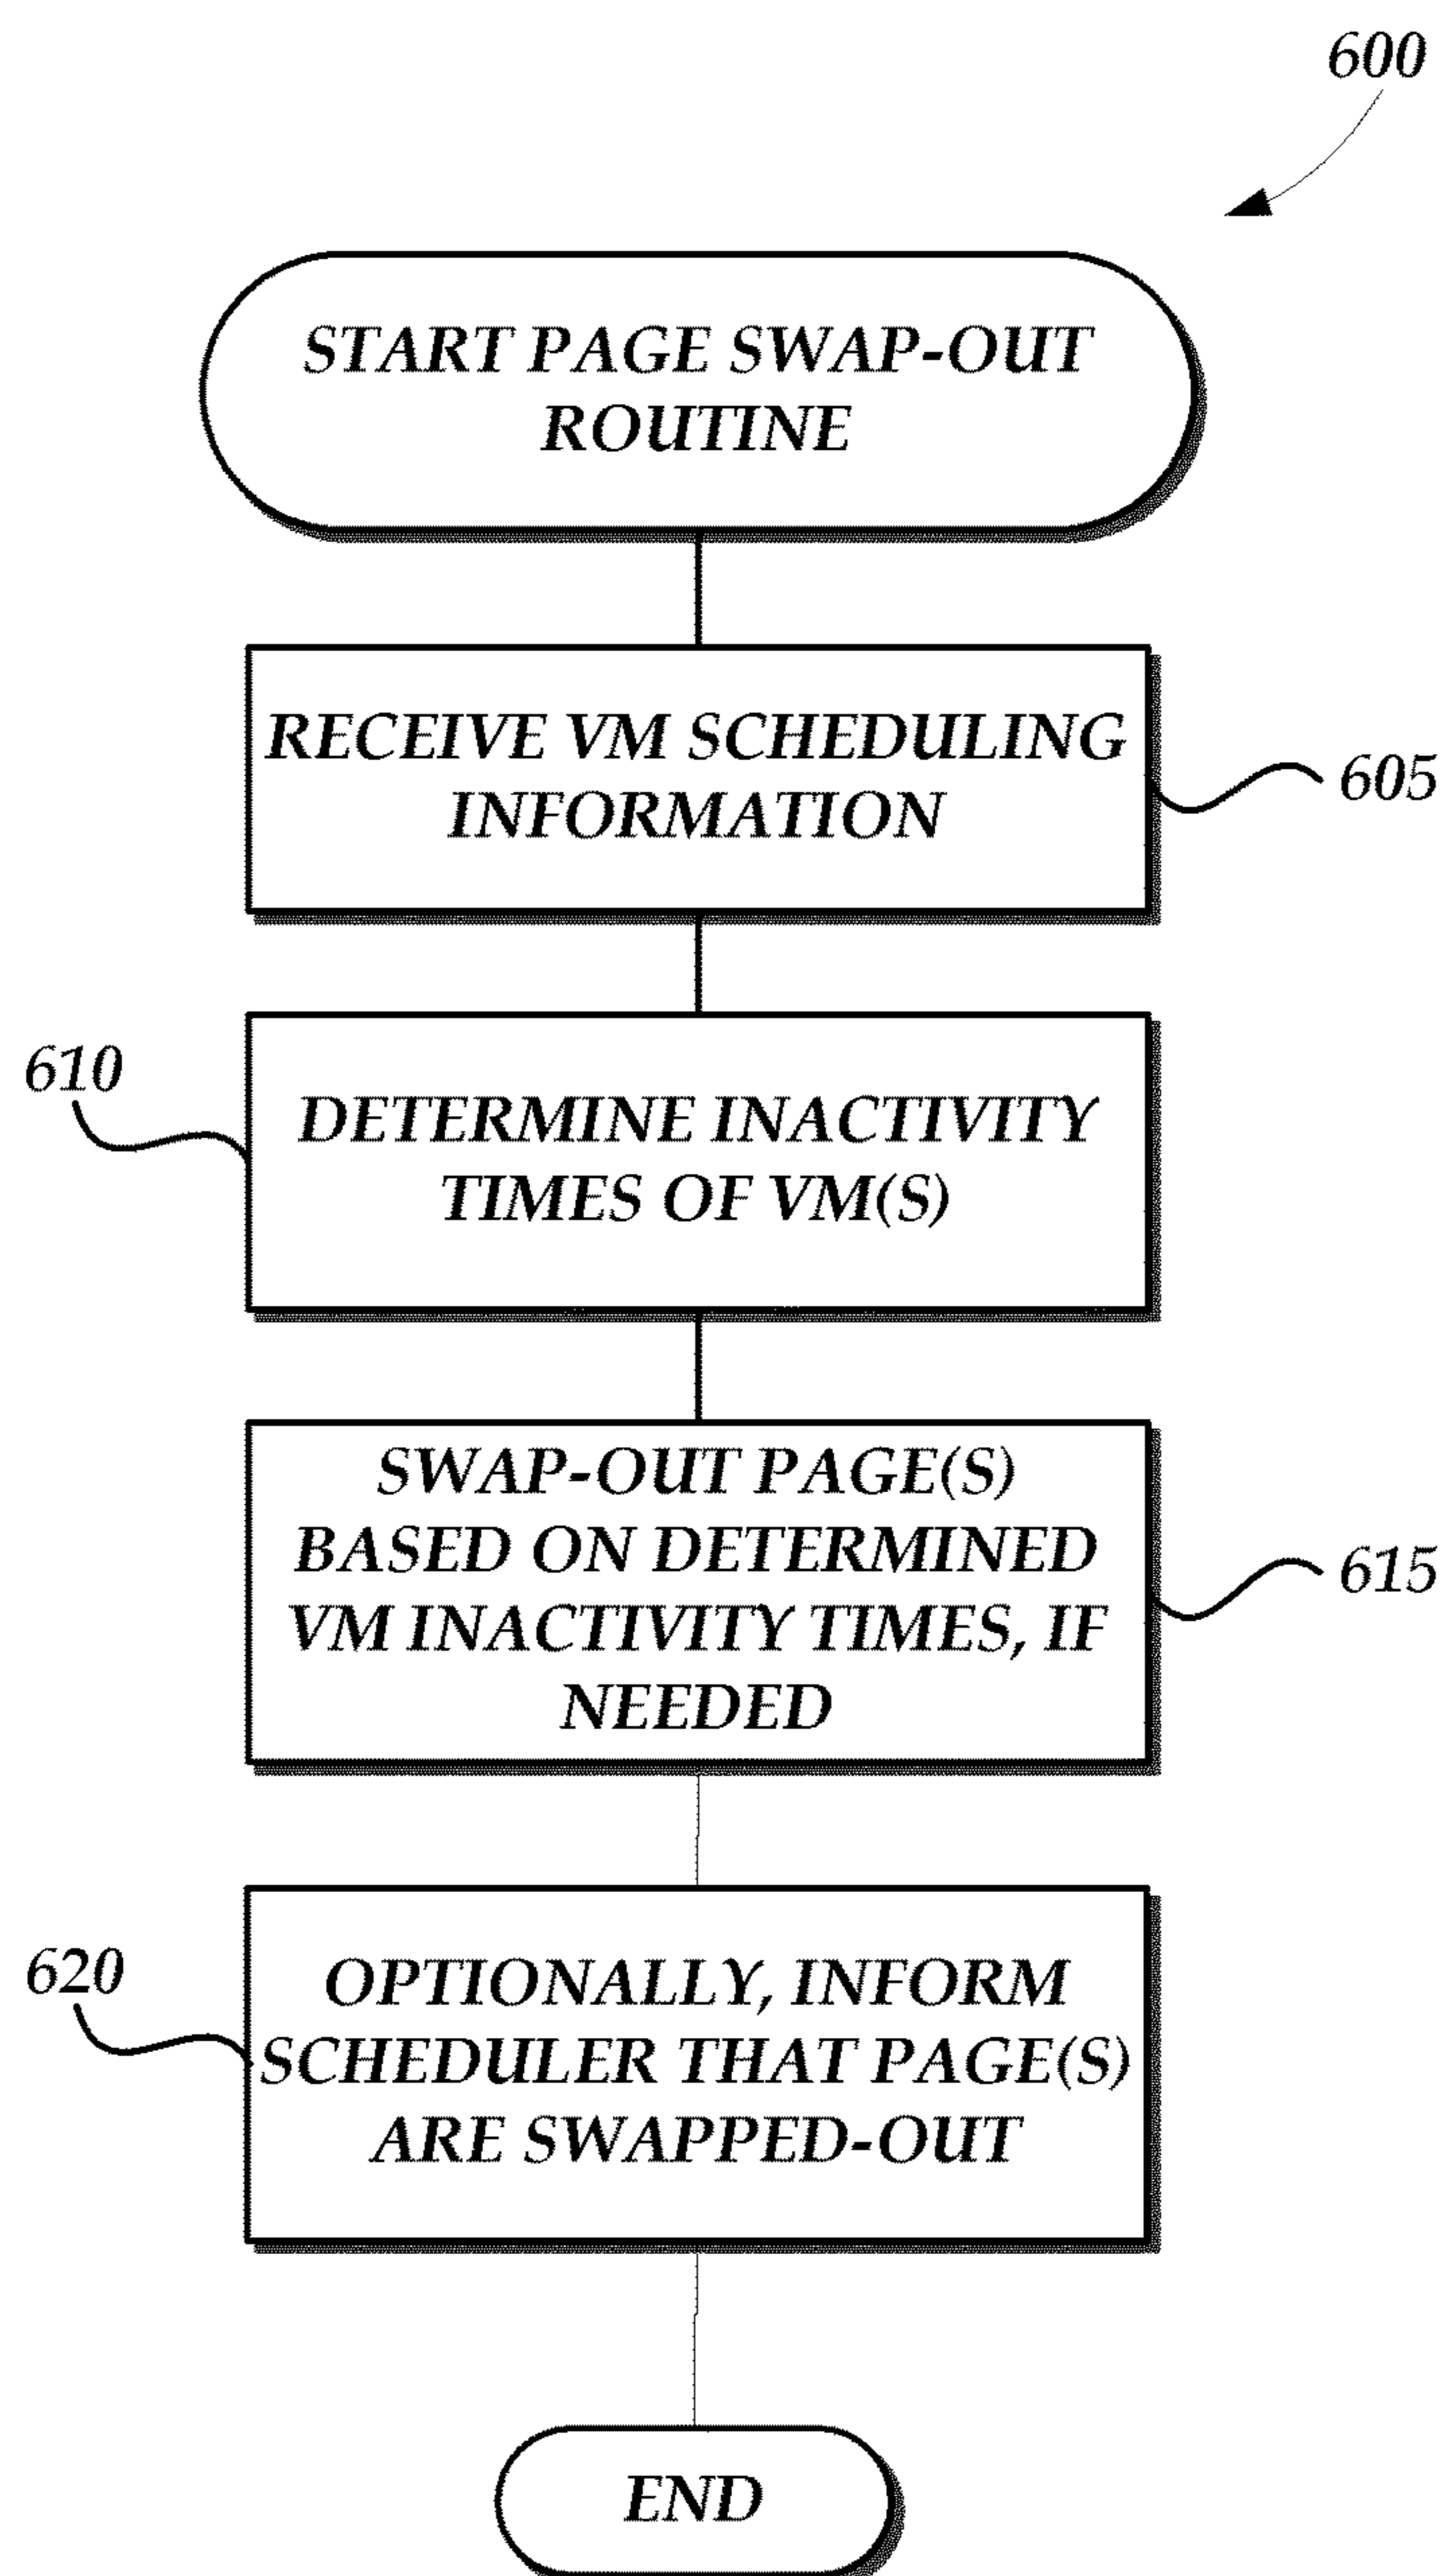 600
START PAGE SWAP-OUT
ROUTINE
RECEIVE VM SCHEDULING
INFORMATION
605
610
DETERMINE INACTIVITY
TIMES OF VM(S)
SWAP-OUT PAGE(S)
BASED ON DETERMINED
VM INACTIVITY TIMES, IF
NEEDED
615
620
OPTIONALLY, INFORM
SCHEDULER THAT PAGE(S)
ARE SWAPPED-OUT
END